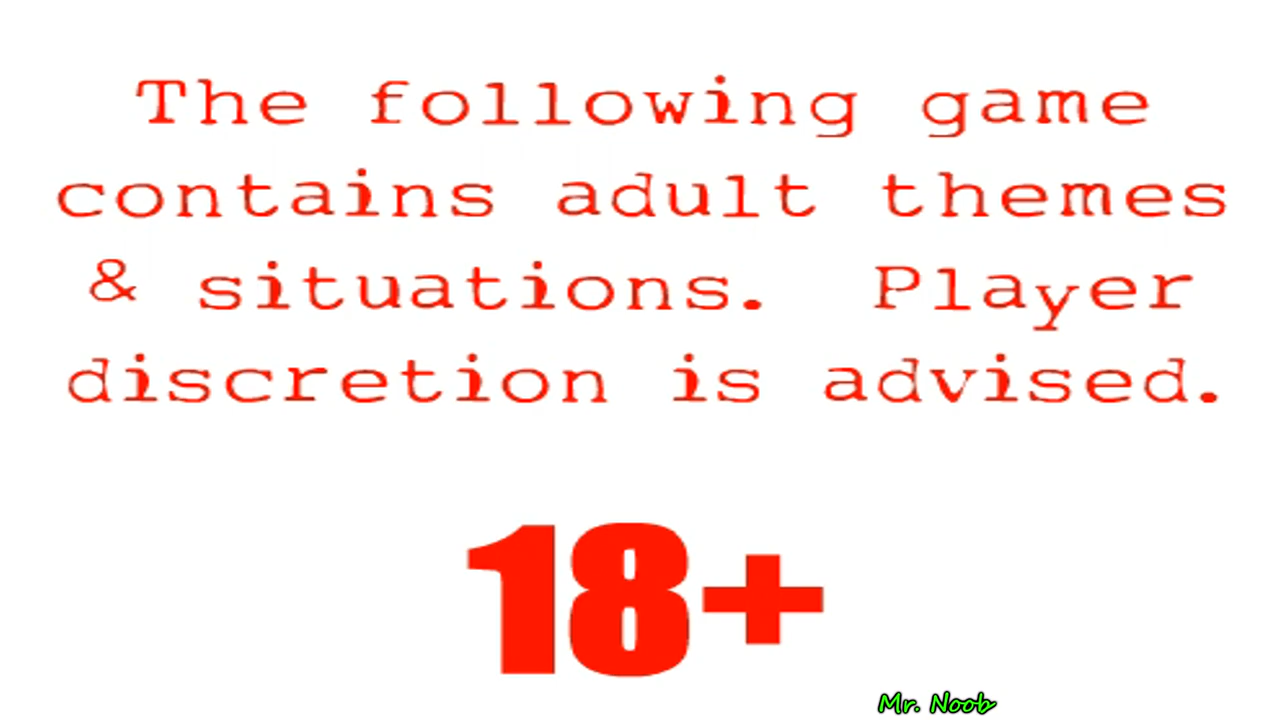 The following game
contains adult themes
& situations.  Player
discretion is advised.
18+
Mr. Noob